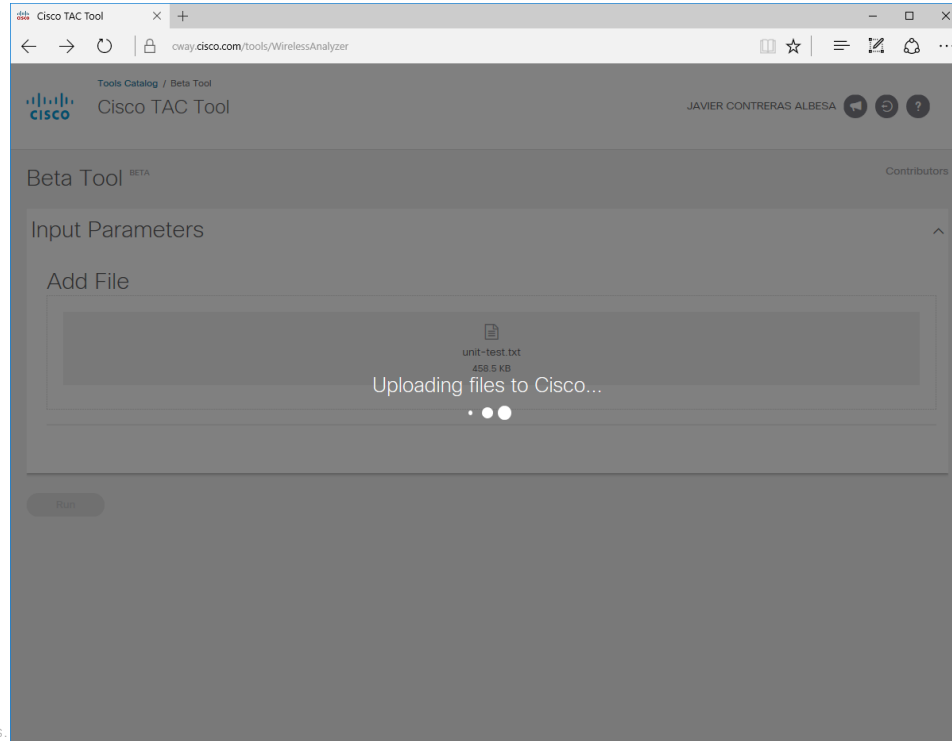 Cisco TAC Tool
cway.cisco.com/tools/WirelessAnalyzer
Tools Catalog / Beta Tool
CISCO
Cisco TAC Tool
JAVIER CONTRERAS ALBESA
?
Beta Tool BETA
Contributors
Input Parameters
Add File
unit-test.txt
458.5 KB
Uploading files to Cisco...
Run
s.